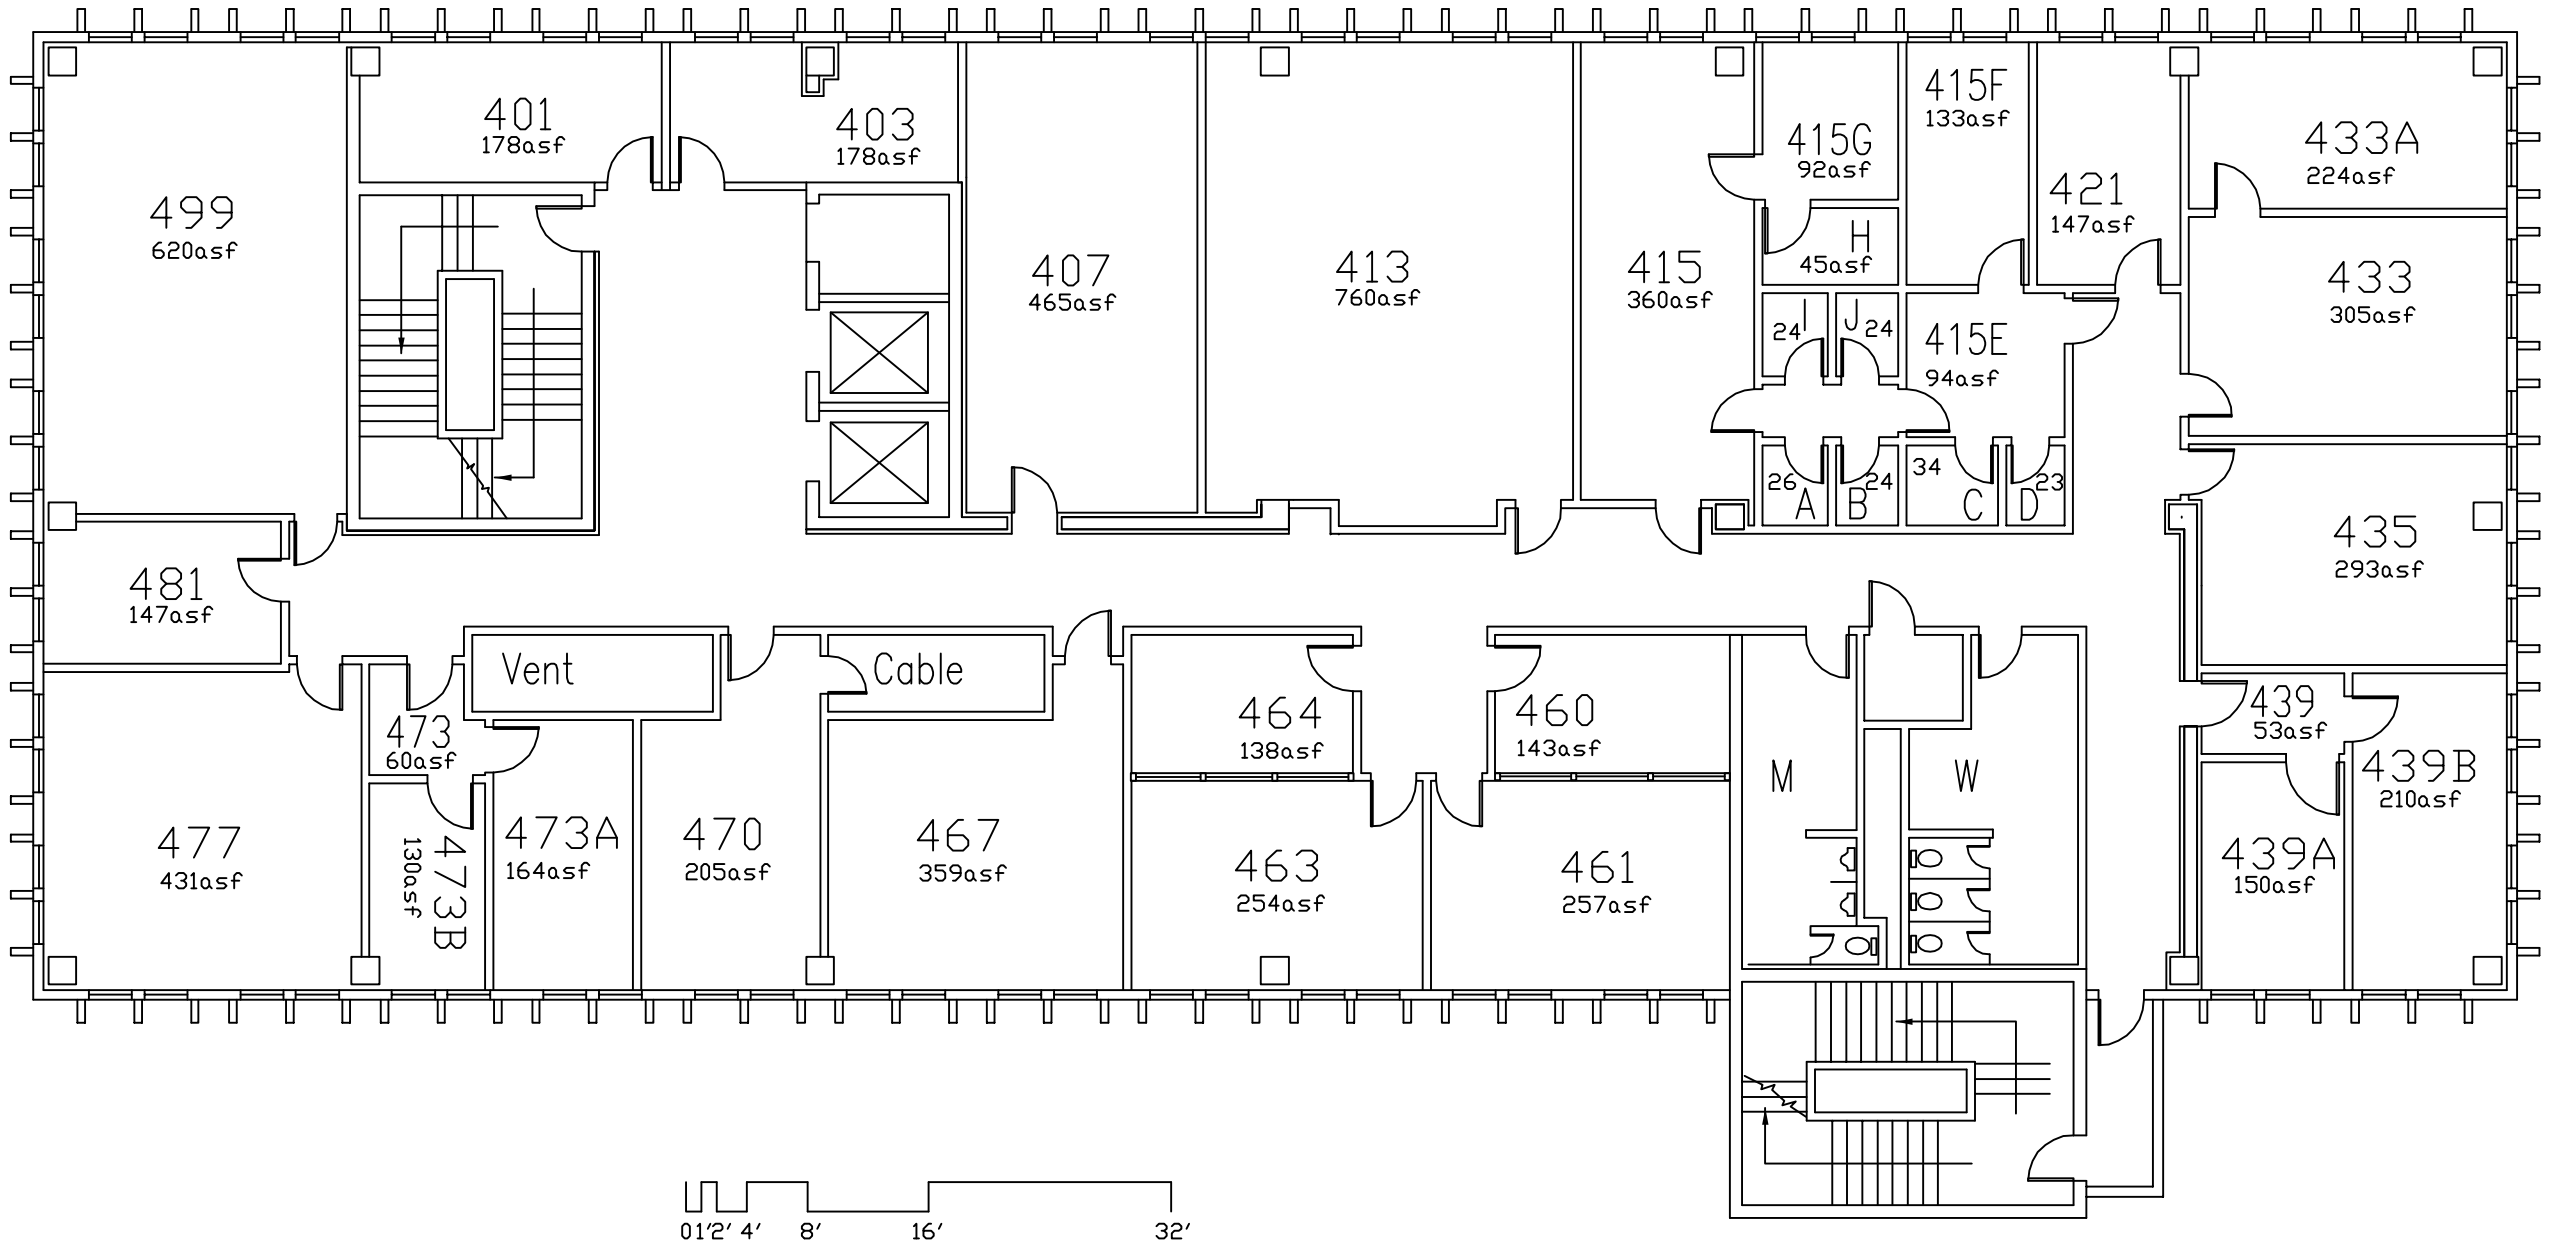 401
178asf
403
178asf
415F
133asf
415G
92asf
433A
224asf
499
620asf
421
147asf
H
45asf
407
465asf
413
760asf
415
360asf
433
305asf
I
24
J
24
415E
94asf
26
A
24
B
34
C
23
D
435
293asf
481
147asf
Vent
Cable
464
138asf
460
143asf
439
53asf
473
60asf
M
W
439B
210asf
477
431asf
473B
130asf
473A
164asf
470
205asf
467
359asf
463
254asf
461
257asf
439A
150asf
0 1' 2' 4' 8' 16' 32'